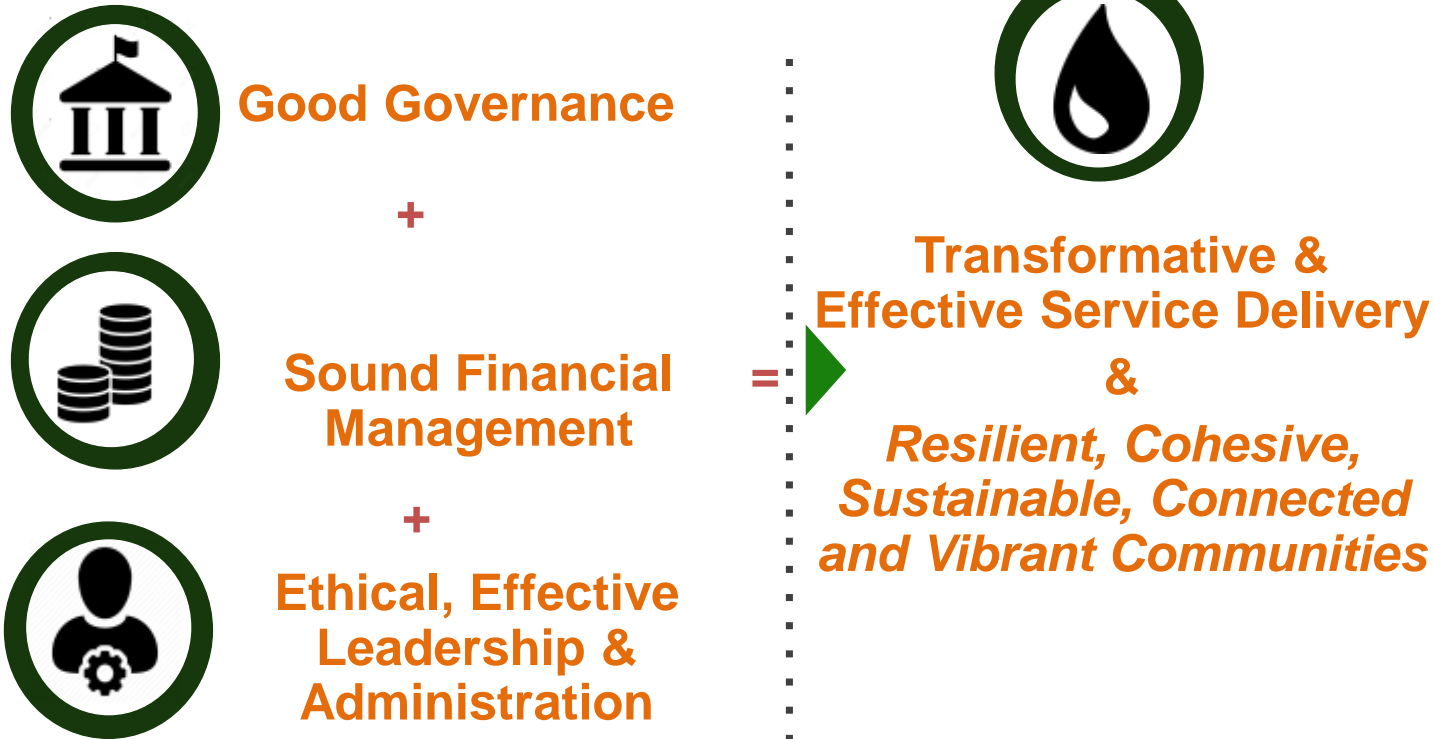 Good Governance
+
Sound Financial
Management
+
Ethical, Effective
Leadership &
Administration
=
Transformative &
Effective Service Delivery
&
Resilient, Cohesive,
Sustainable, Connected
and Vibrant Communities